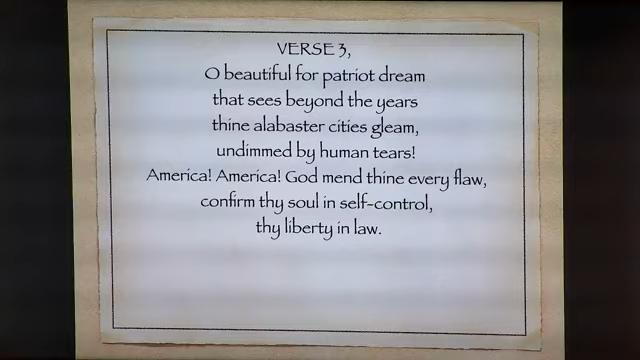 VERSE 3,
O beautiful for patriot dream
that sees beyond the years
thine alabaster cities gleam,
undimmed by human tears!
America! America! God mend thine every flaw,
confirm thy soul in self-control,
thy liberty in law.